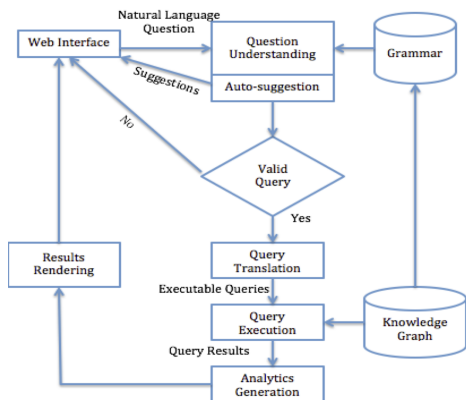 Natural Language
Question
Web Interface
Question
Understanding
Grammar
Suggestions
Auto-suggestion
No
Valid
Query
Yes
Results
Rendering
Query
Translation
Executable Queries
Query
Execution
Knowledge
Graph
Query Results
Analytics
Generation